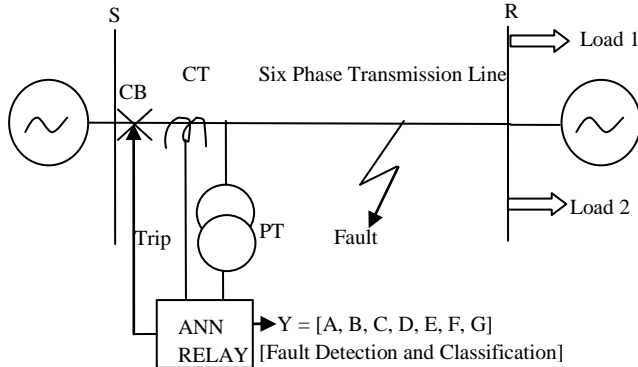 S
R
Load 1
CT
Six Phase Transmission Line
CB
Load 2
Trip
PT
Fault
ANN
RELAY
Y = [A, B, C, D, E, F, G]
[Fault Detection and Classification]